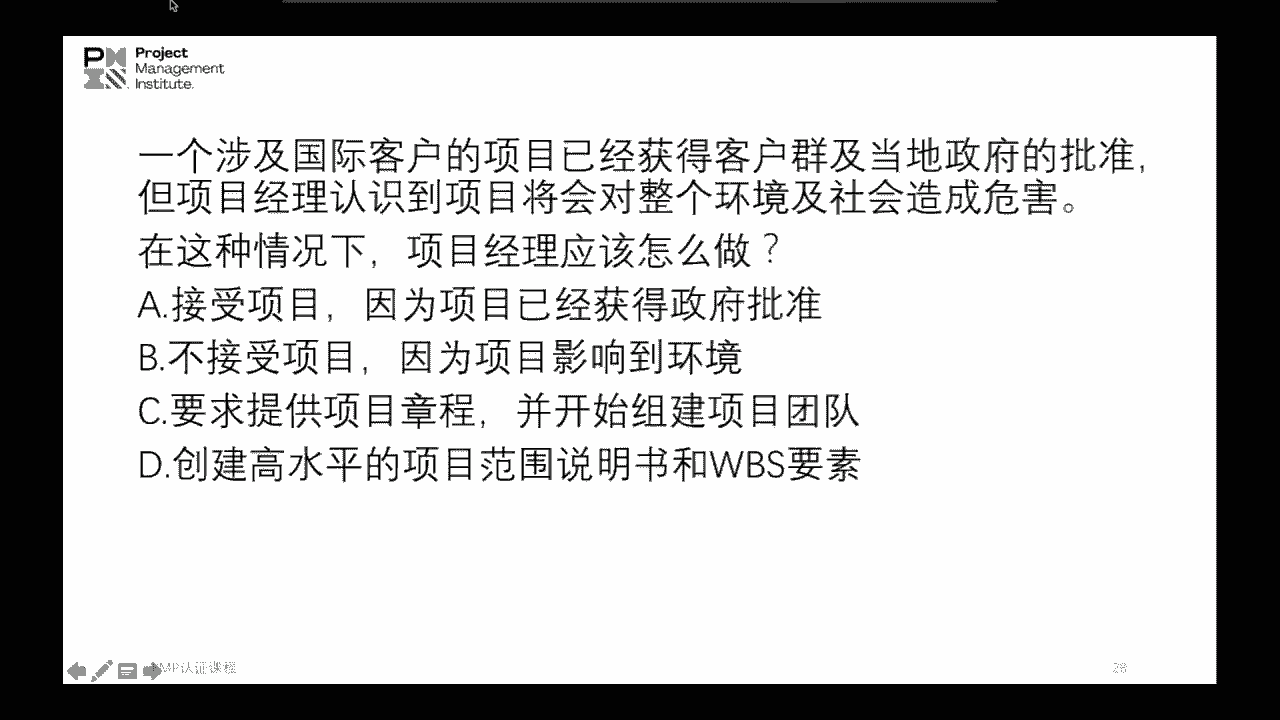 Project
Management
Institute.
一个涉及国际客户的项目已经获得客户群及当地政府的批准，
但项目经理认识到项目将会对整个环境及社会造成危害。
在这种情况下，项目经理应该怎么做？
A.接受项目，因为项目已经获得政府批准
B.不接受项目，因为项目影响到环境
C.要求提供项目章程，并开始组建项目团队
D.创建高水平的项目范围说明书和WBS要素
PMP认证课程
28